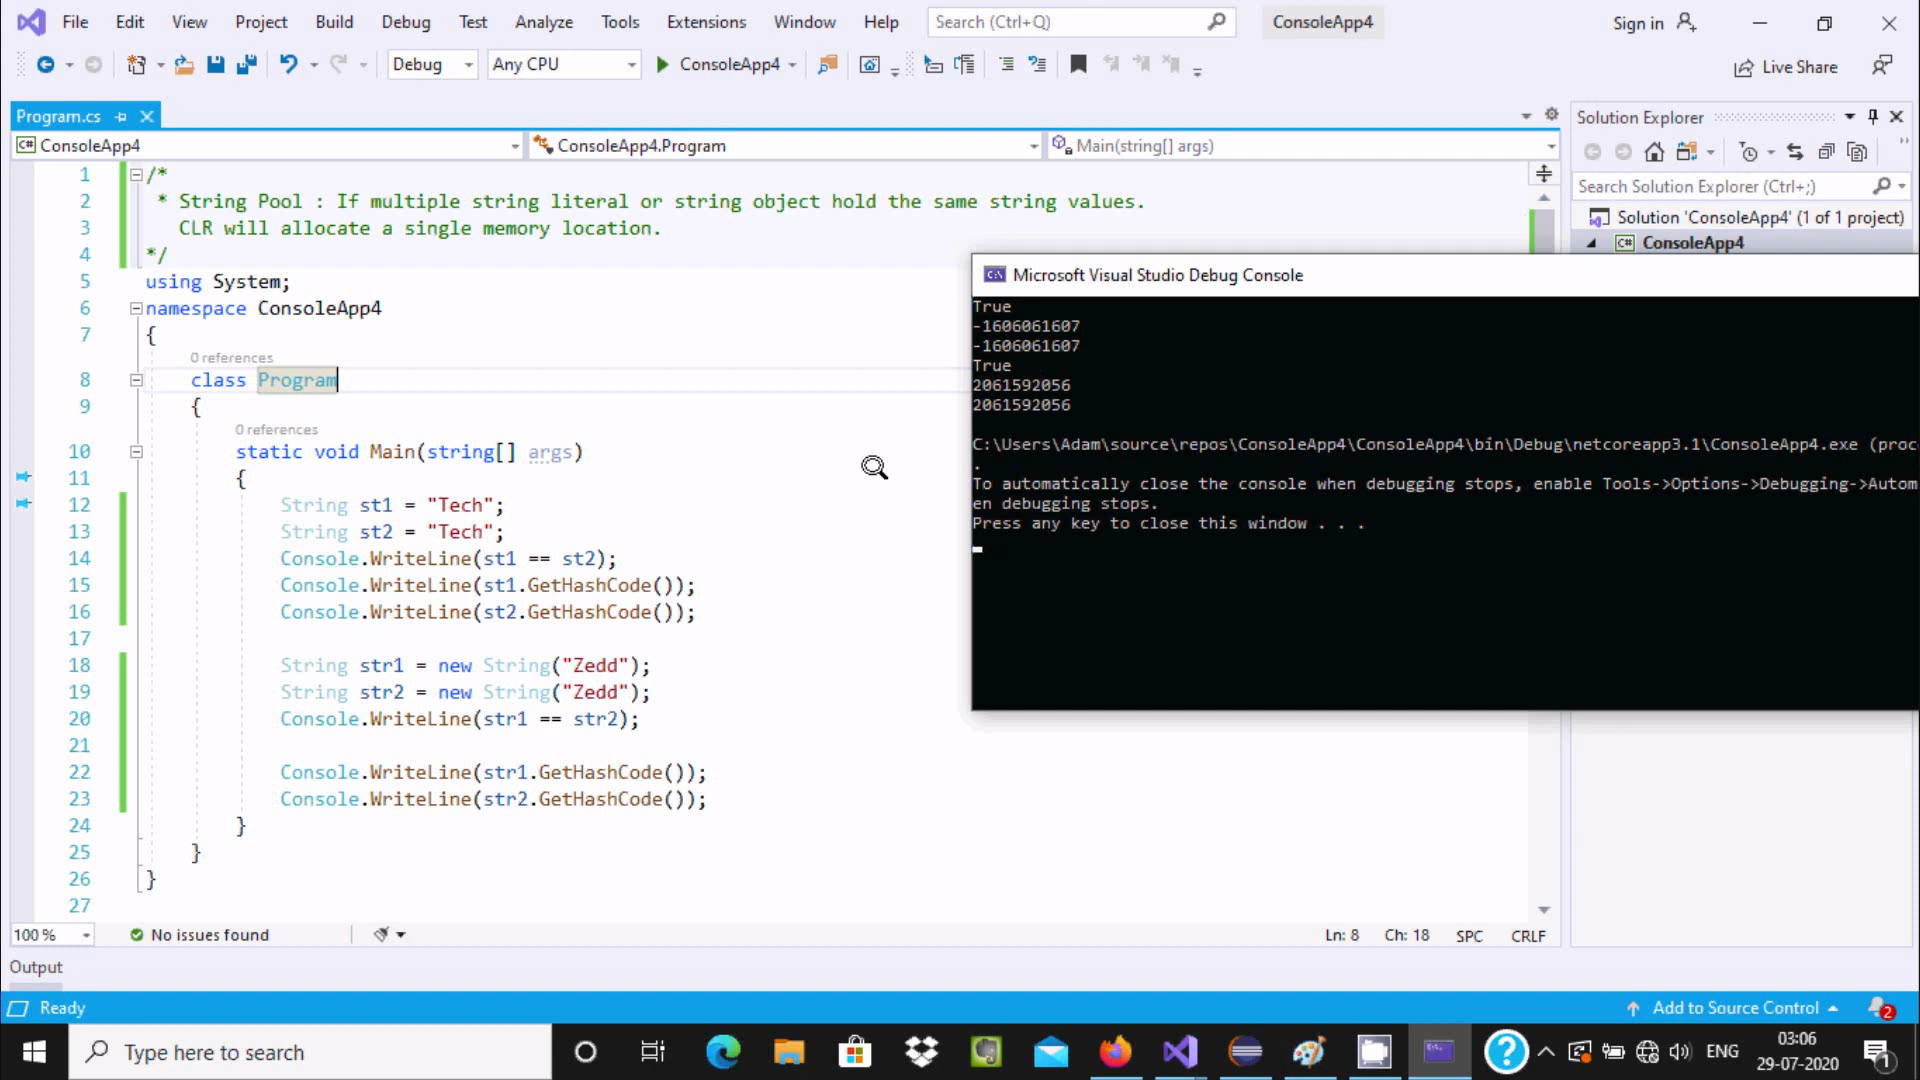 File Edit View Project Build Debug Test Analyze Tools Extensions Window Help Search (Ctrl+Q) ConsoleApp4 Sign in
Debug Any CPU ConsoleApp4 Live Share
Program.cs
ConsoleApp4 ConsoleApp4.Program Main(string[] args)
1 /*
2 * String Pool : If multiple string literal or string object hold the same string values.
3 CLR will allocate a single memory location.
4 */
5 using System;
6 namespace ConsoleApp4
7 {
0 references
8 class Program
9 {
0 references
10 static void Main(string[] args)
11 {
12 String st1 = "Tech";
13 String st2 = "Tech";
14 Console.WriteLine(st1 == st2);
15 Console.WriteLine(st1.GetHashCode());
16 Console.WriteLine(st2.GetHashCode());
17
18 String str1 = new String("Zedd");
19 String str2 = new String("Zedd");
20 Console.WriteLine(str1 == str2);
21
22 Console.WriteLine(str1.GetHashCode());
23 Console.WriteLine(str2.GetHashCode());
24 }
25 }
26 }
27
Solution Explorer
Search Solution Explorer (Ctrl+;)
Solution 'ConsoleApp4' (1 of 1 project)
C# ConsoleApp4
Microsoft Visual Studio Debug Console
True
-1606061607
-1606061607
True
2061592056
2061592056
C:\Users\Adam\source\repos\ConsoleApp4\ConsoleApp4\bin\Debug\netcoreapp3.1\ConsoleApp4.exe (proc
.
To automatically close the console when debugging stops, enable Tools->Options->Debugging->Autom
en debugging stops.
Press any key to close this window . . .
100 % No issues found Ln: 8 Ch: 18 SPC CRLF
Output
Ready Add to Source Control 2
Type here to search ENG 03:06
29-07-2020 1